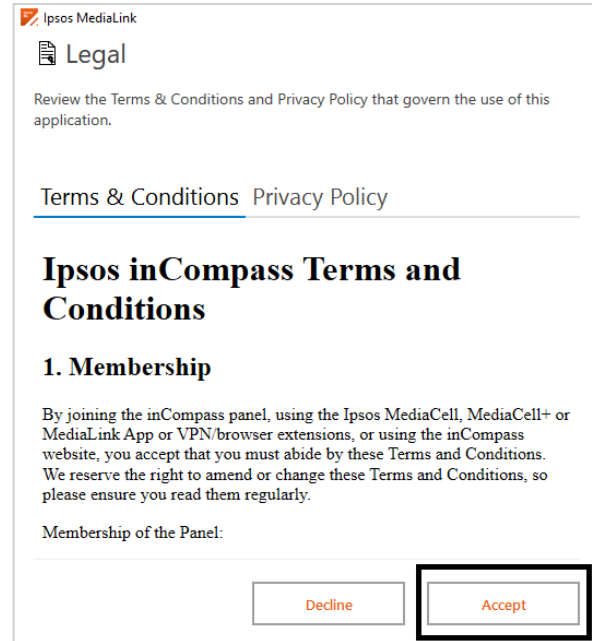 Ipsos MediaLink
Legal
Review the Terms & Conditions and Privacy Policy that govern the use of this
application.
Terms & Conditions Privacy Policy
Ipsos inCompass Terms and
Conditions
1. Membership
By joining the inCompass panel, using the Ipsos MediaCell, MediaCell+ or
MediaLink App or VPN/browser extensions, or using the inCompass
website, you accept that you must abide by these Terms and Conditions.
We reserve the right to amend or change these Terms and Conditions, so
please ensure you read them regularly.
Membership of the Panel:
Decline Accept